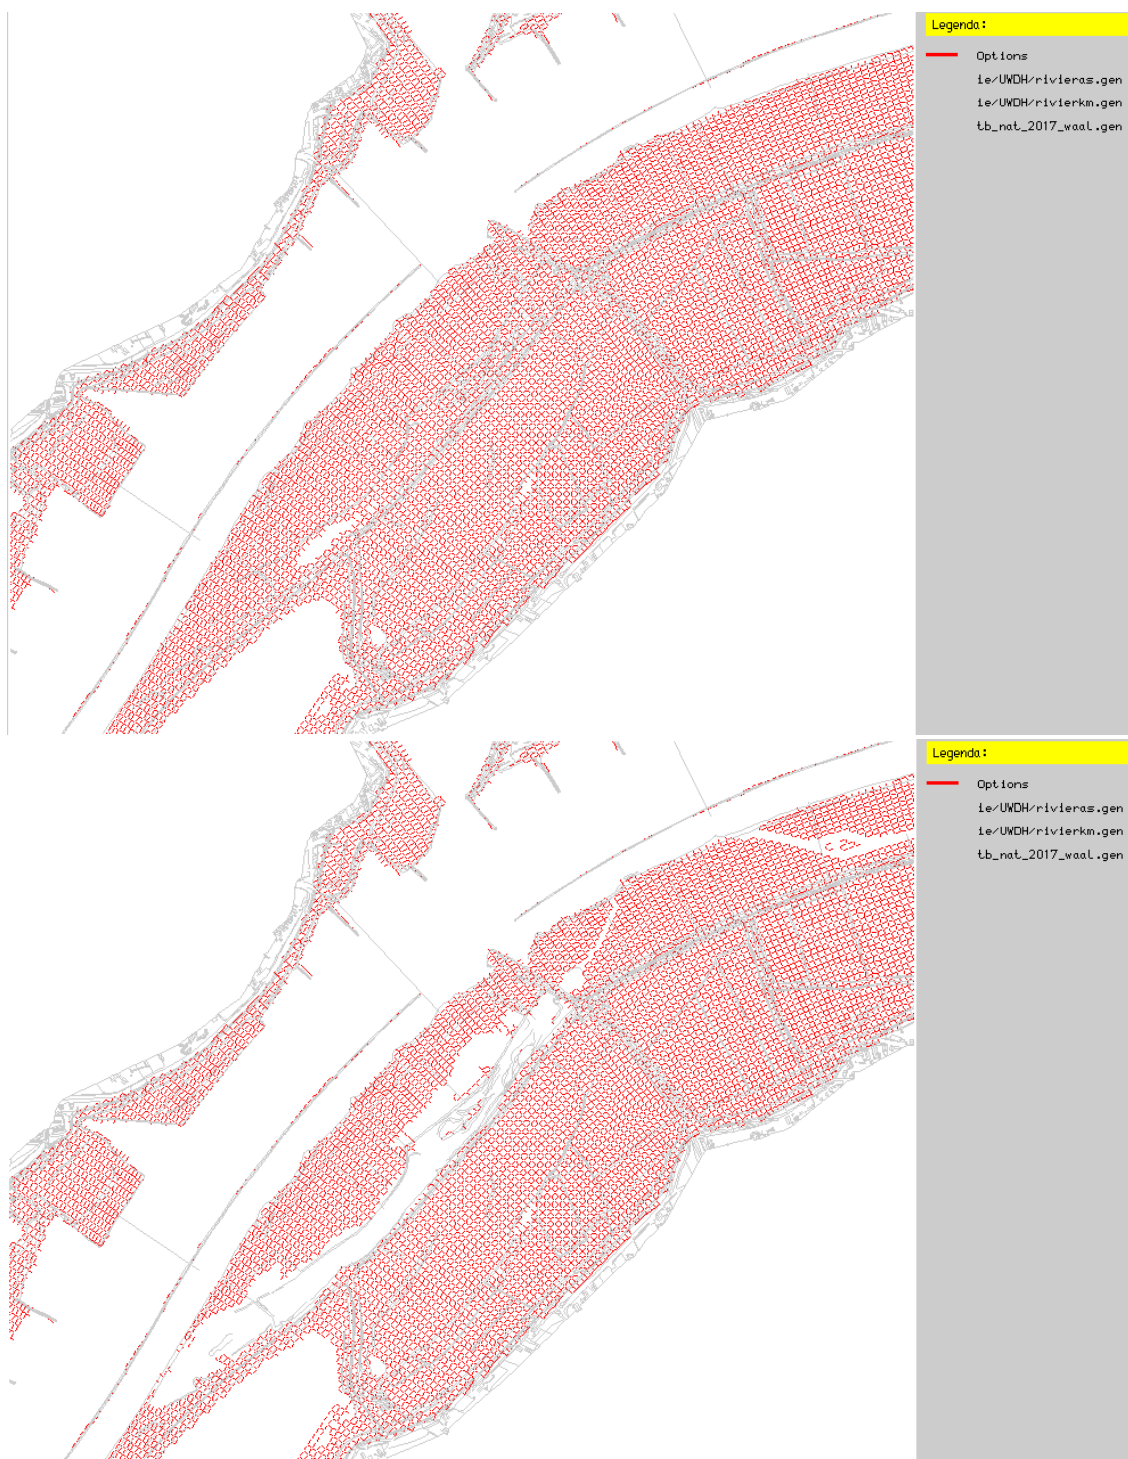 Legenda:
Options
ie/UWDH/rivieras.gen
ie/UWDH/rivierkm.gen
tb_nat_2017_waal.gen
Legenda:
Options
ie/UWDH/rivieras.gen
ie/UWDH/rivierkm.gen
tb_nat_2017_waal.gen